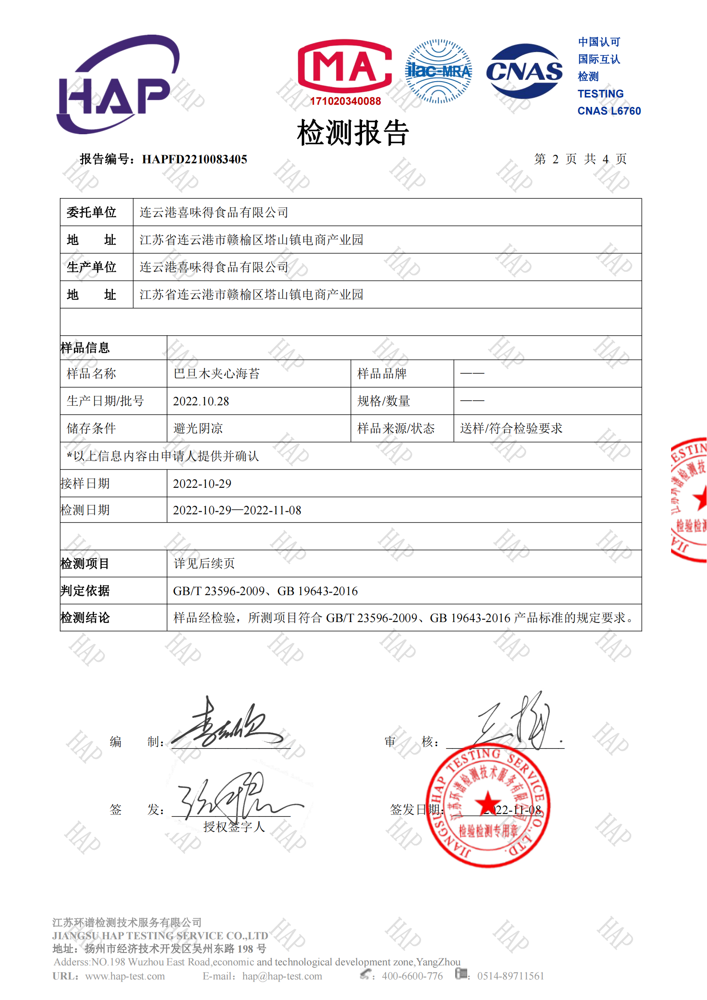 HAP
MA
171020340088
ilac-MRA
CNAS
中国认可
国际互认
检测
TESTING
CNAS L6760
检测报告
报告编号：HAPFD2210083405
第 2 页 共 4 页
委托单位 连云港喜味得食品有限公司
地 址 江苏省连云港市赣榆区塔山镇电商产业园
生产单位 连云港喜味得食品有限公司
地 址 江苏省连云港市赣榆区塔山镇电商产业园
样品信息
样品名称 巴旦木夹心海苔 样品品牌 ——
生产日期/批号 2022.10.28 规格/数量 ——
储存条件 避光阴凉 样品来源/状态 送样/符合检验要求
*以上信息内容由申请人提供并确认
接样日期 2022-10-29
检测日期 2022-10-29—2022-11-08
检测项目 详见后续页
判定依据 GB/T 23596-2009、GB 19643-2016
检测结论 样品经检验，所测项目符合 GB/T 23596-2009、GB 19643-2016 产品标准的规定要求。
编 制：
审 核：
签 发：
签发日期：2022-11-08
授权签字人
JIANGSU HAP TESTING SERVICE CO.,LTD.
江苏环谱检测技术服务有限公司
检验检测专用章
江苏环谱检测技术服务有限公司
JIANGSU HAP TESTING SERVICE CO.,LTD
地址：扬州市经济技术开发区吴州东路 198 号
Adderss:NO.198 Wuzhou East Road,economic and technological development zone,YangZhou
URL：www.hap-test.com E-mail：hap@hap-test.com ：400-6600-776 ：0514-89711561